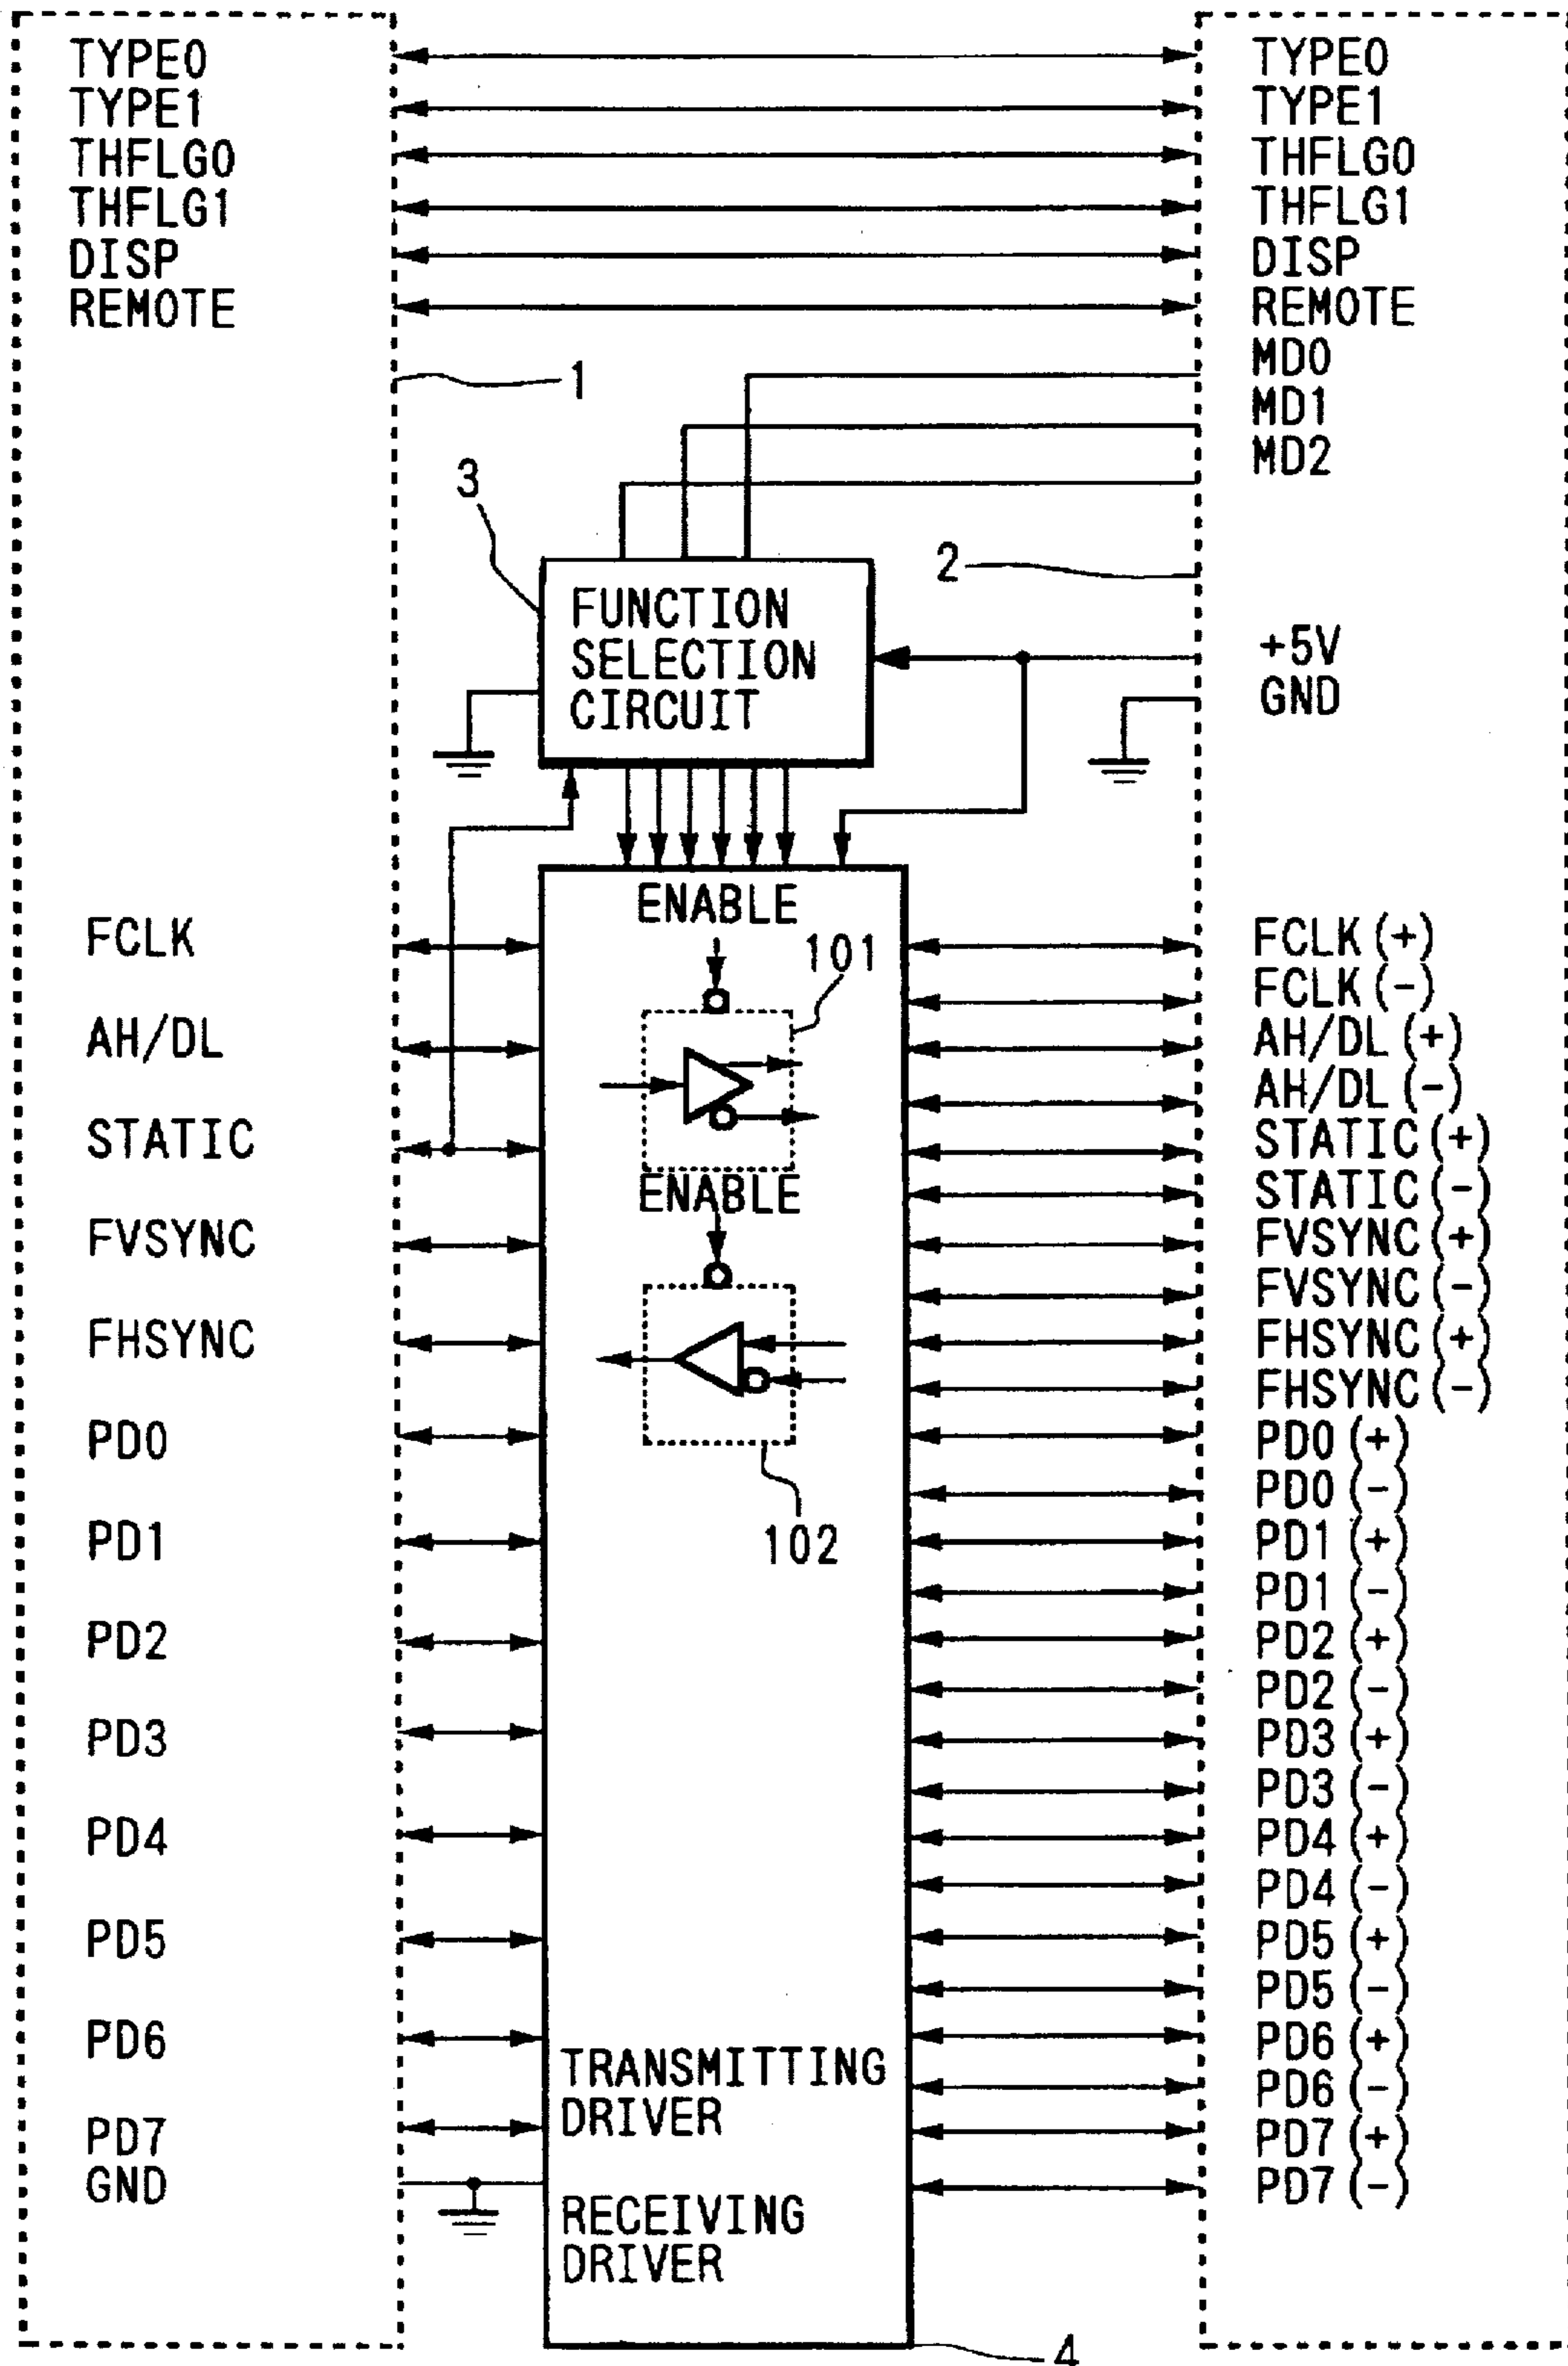 TYPE0
TYPE1
THFLG0
THFLG1
DISP
REMOTE
1
3
FUNCTION
SELECTION
CIRCUIT
2
TYPE0
TYPE1
THFLG0
THFLG1
DISP
REMOTE
MD0
MD1
MD2
+5V
GND
FCLK
AH/DL
STATIC
FVSYNC
FHSYNC
PD0
PD1
PD2
PD3
PD4
PD5
PD6
PD7
GND
ENABLE
101
ENABLE
102
TRANSMITTING
DRIVER
RECEIVING
DRIVER
4
FCLK(+)
FCLK(-)
AH/DL(+)
AH/DL(-)
STATIC(+)
STATIC(-)
FVSYNC(+)
FVSYNC(-)
FHSYNC(+)
FHSYNC(-)
PD0(+)
PD0(-)
PD1(+)
PD1(-)
PD2(+)
PD2(-)
PD3(+)
PD3(-)
PD4(+)
PD4(-)
PD5(+)
PD5(-)
PD6(+)
PD6(-)
PD7(+)
PD7(-)